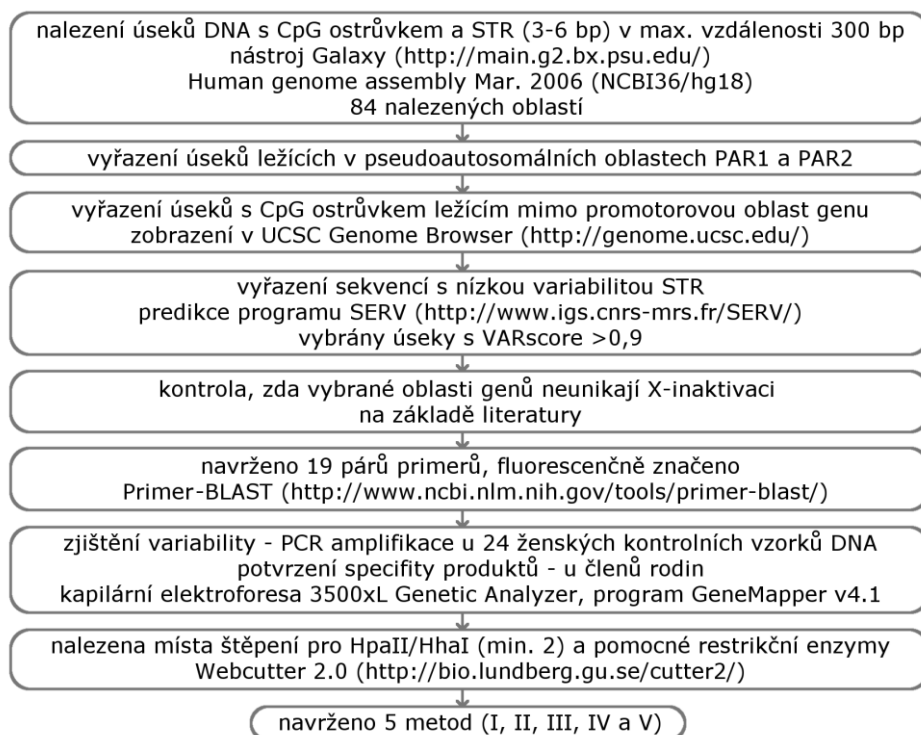 nalezení úseků DNA s CpG ostrůvkem a STR (3-6 bp) v max. vzdálenosti 300 bp
nástroj Galaxy (http://main.g2.bx.psu.edu/)
Human genome assembly Mar. 2006 (NCBI36/hg18)
84 nalezených oblastí
vyřazení úseků ležících v pseudoautosomálních oblastech PAR1 a PAR2
vyřazení úseků s CpG ostrůvkem ležícím mimo promotorovou oblast genu
zobrazení v UCSC Genome Browser (http://genome.ucsc.edu/)
vyřazení sekvencí s nízkou variabilitou STR
predikce programu SERV (http://www.igs.cnrs-mrs.fr/SERV/)
vybrány úseky s VARscore >0,9
kontrola, zda vybrané oblasti genů neunikají X-inaktivaci
na základě literatury
navrženo 19 párů primerů, fluorescenčně značeno
Primer-BLAST (http://www.ncbi.nlm.nih.gov/tools/primer-blast/)
zjištění variability - PCR amplifikace u 24 ženských kontrolních vzorků DNA
potvrzení specifity produktů - u členů rodin
kapilární elektroforesa 3500xL Genetic Analyzer, program GeneMapper v4.1
nalezena místa štěpení pro HpaII/HhaI (min. 2) a pomocné restrikční enzymy
Webcutter 2.0 (http://bio.lundberg.gu.se/cutter2/)
navrženo 5 metod (I, II, III, IV a V)